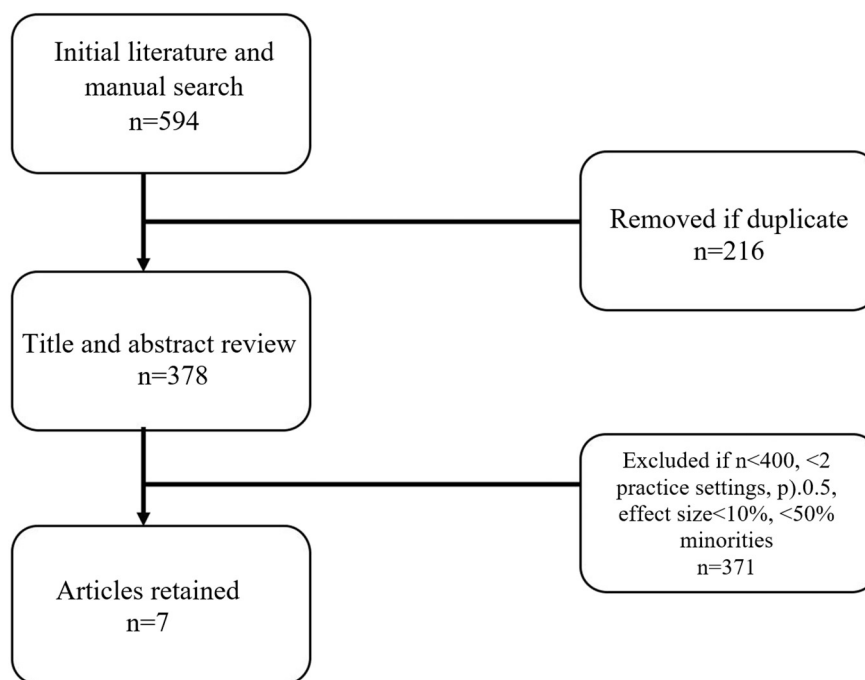 Initial literature and
manual search
n=594
Removed if duplicate
n=216
Title and abstract review
n=378
Excluded if n<400, <2
practice settings, p).0.5,
effect size<10%, <50%
minorities
n=371
Articles retained
n=7